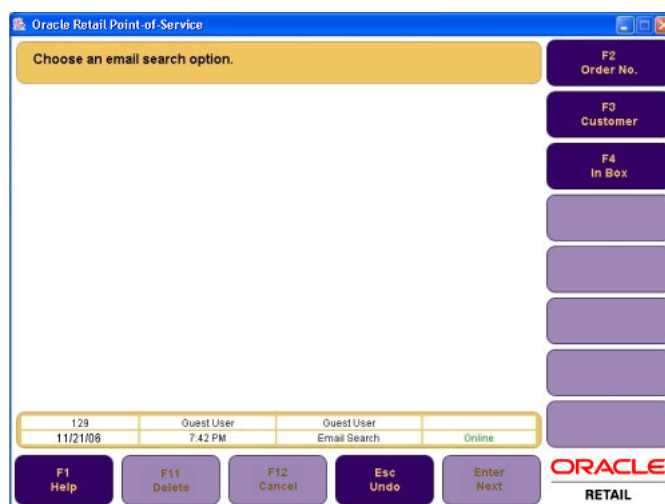 Oracle Retail Point-of-Service
Choose an email search option.
F2
Order No.
F3
Customer
F4
In Box
129 Guest User Guest User
11/21/06 7:42 PM Email Search Online
F1
Help
F11
Delete
F12
Cancel
Esc
Undo
Enter
Next
ORACLE
RETAIL